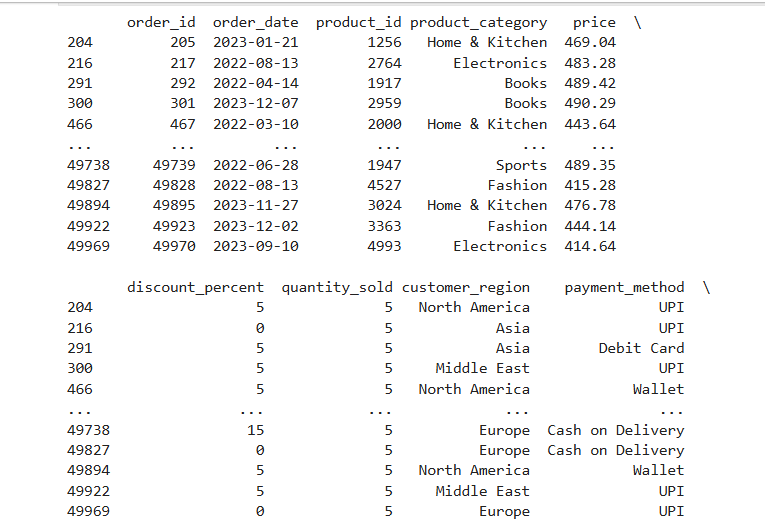 order_id order_date product_id product_category price \
204 205 2023-01-21 1256 Home & Kitchen 469.04
216 217 2022-08-13 2764 Electronics 483.28
291 292 2022-04-14 1917 Books 489.42
300 301 2023-12-07 2959 Books 490.29
466 467 2022-03-10 2000 Home & Kitchen 443.64
... ... ... ... ... ...
49738 49739 2022-06-28 1947 Sports 489.35
49827 49828 2022-08-13 4527 Fashion 415.28
49894 49895 2023-11-27 3024 Home & Kitchen 476.78
49922 49923 2023-12-02 3363 Fashion 444.14
49969 49970 2023-09-10 4993 Electronics 414.64
discount_percent quantity_sold customer_region payment_method \
204 5 5 North America UPI
216 0 5 Asia UPI
291 5 5 Asia Debit Card
300 5 5 Middle East UPI
466 5 5 North America Wallet
... ... ... ... ...
49738 15 5 Europe Cash on Delivery
49827 0 5 Europe Cash on Delivery
49894 5 5 North America Wallet
49922 5 5 Middle East UPI
49969 0 5 Europe UPI